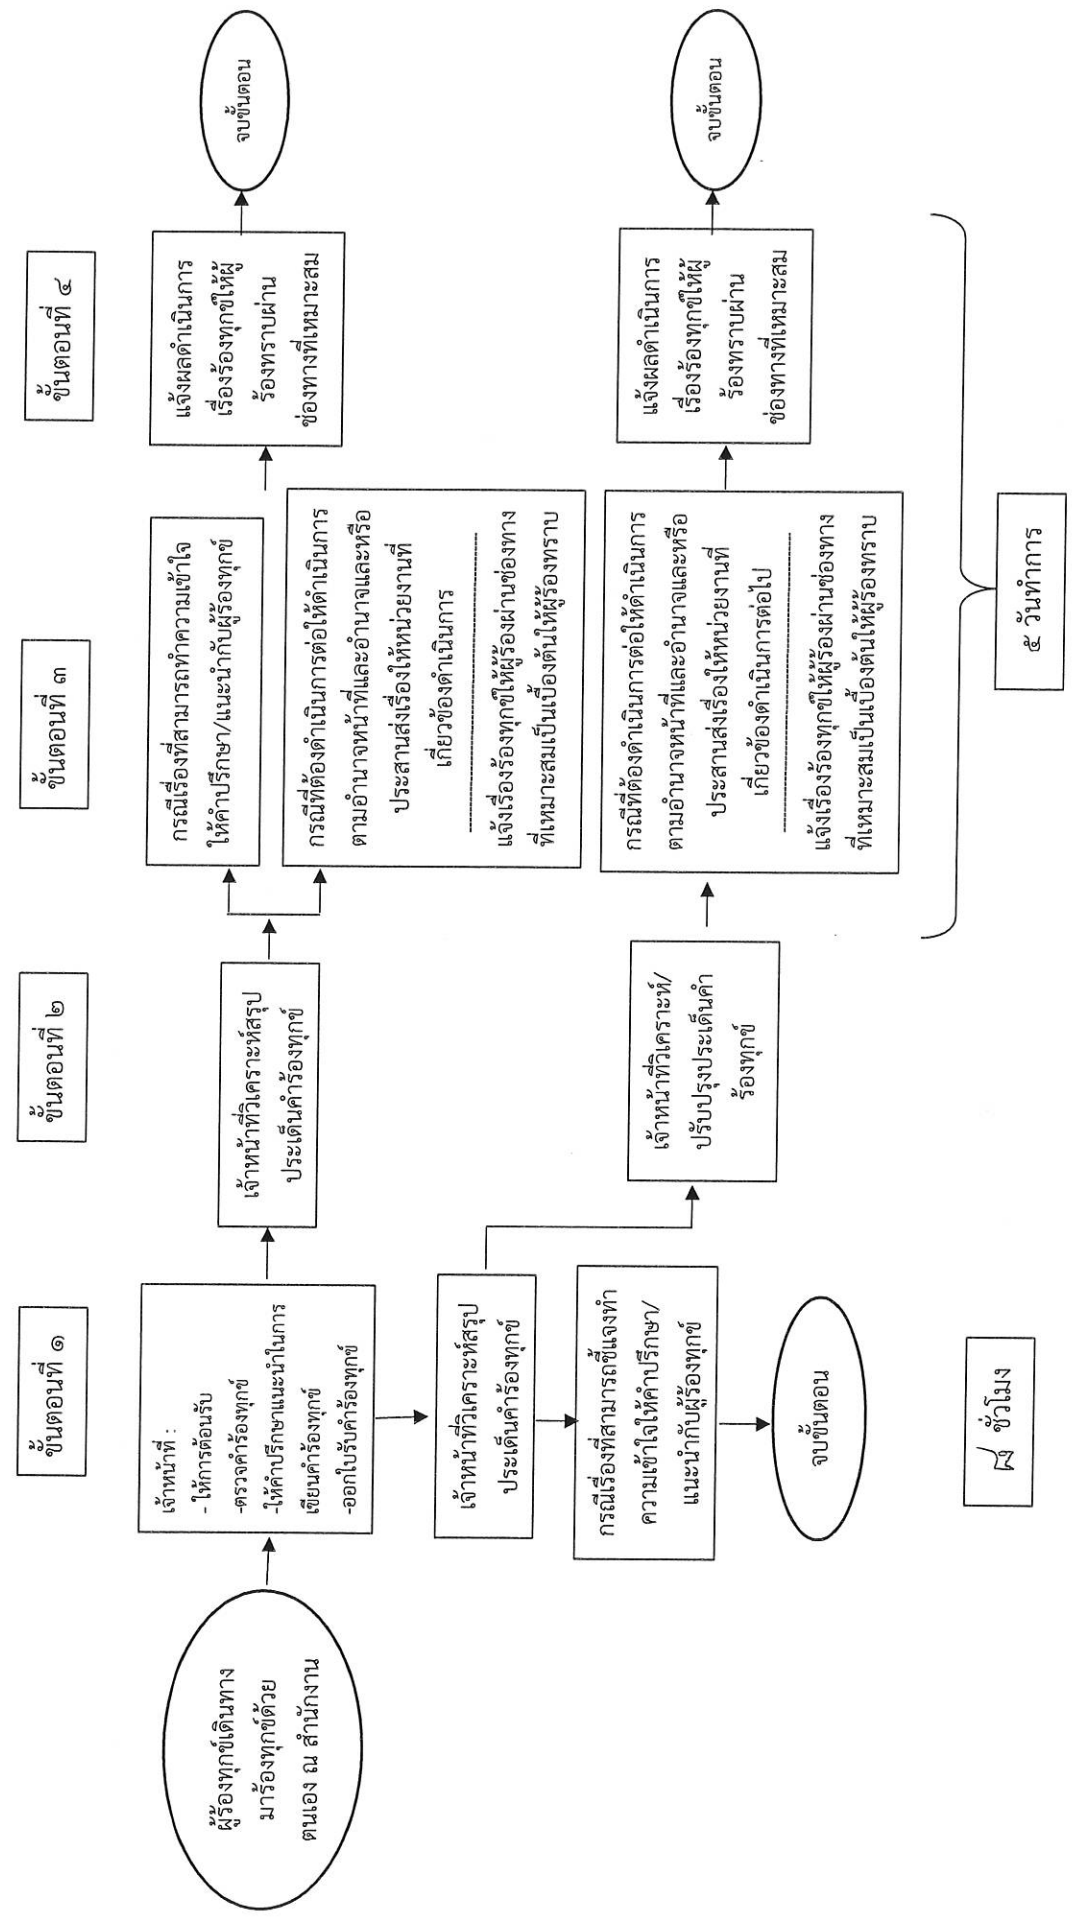 ขั้นตอนที่ ๑
ขั้นตอนที่ ๒
ขั้นตอนที่ ๓
ขั้นตอนที่ ๔
ผู้ร้องทุกข์เดินทาง
มาร้องทุกข์ด้วย
ตนเอง ณ สำนักงาน
เจ้าหน้าที่ :
- ให้การต้อนรับ
-ตรวจคำร้องทุกข์
-ให้คำปรึกษาแนะนำในการ
เขียนคำร้องทุกข์
-ออกใบรับคำร้องทุกข์
เจ้าหน้าที่วิเคราะห์สรุป
ประเด็นคำร้องทุกข์
กรณีเรื่องที่สามารถทำความเข้าใจ
ให้คำปรึกษา/แนะนำกับผู้ร้องทุกข์
กรณีที่ต้องดำเนินการต่อให้ดำเนินการ
ตามอำนาจหน้าที่และอำนาจและหรือ
ประสานส่งเรื่องให้หน่วยงานที่
เกี่ยวข้องดำเนินการ
แจ้งเรื่องร้องทุกข์ให้ผู้ร้องผ่านช่องทาง
ที่เหมาะสมเป็นเบื้องต้นให้ผู้ร้องทราบ
แจ้งผลดำเนินการ
เรื่องร้องทุกข์ให้ผู้
ร้องทราบผ่าน
ช่องทางที่เหมาะสม
จบขั้นตอน
เจ้าหน้าที่วิเคราะห์สรุป
ประเด็นคำร้องทุกข์
กรณีเรื่องที่สามารถชี้แจงทำ
ความเข้าใจให้คำปรึกษา/
แนะนำกับผู้ร้องทุกข์
จบขั้นตอน
เจ้าหน้าที่วิเคราะห์/
ปรับปรุงประเด็นคำ
ร้องทุกข์
กรณีที่ต้องดำเนินการต่อให้ดำเนินการ
ตามอำนาจหน้าที่และอำนาจและหรือ
ประสานส่งเรื่องให้หน่วยงานที่
เกี่ยวข้องดำเนินการต่อไป
แจ้งเรื่องร้องทุกข์ให้ผู้ร้องผ่านช่องทาง
ที่เหมาะสมเป็นเบื้องต้นให้ผู้ร้องทราบ
แจ้งผลดำเนินการ
เรื่องร้องทุกข์ให้ผู้
ร้องทราบผ่าน
ช่องทางที่เหมาะสม
จบขั้นตอน
ชั่วโมง
๕ วันทำการ